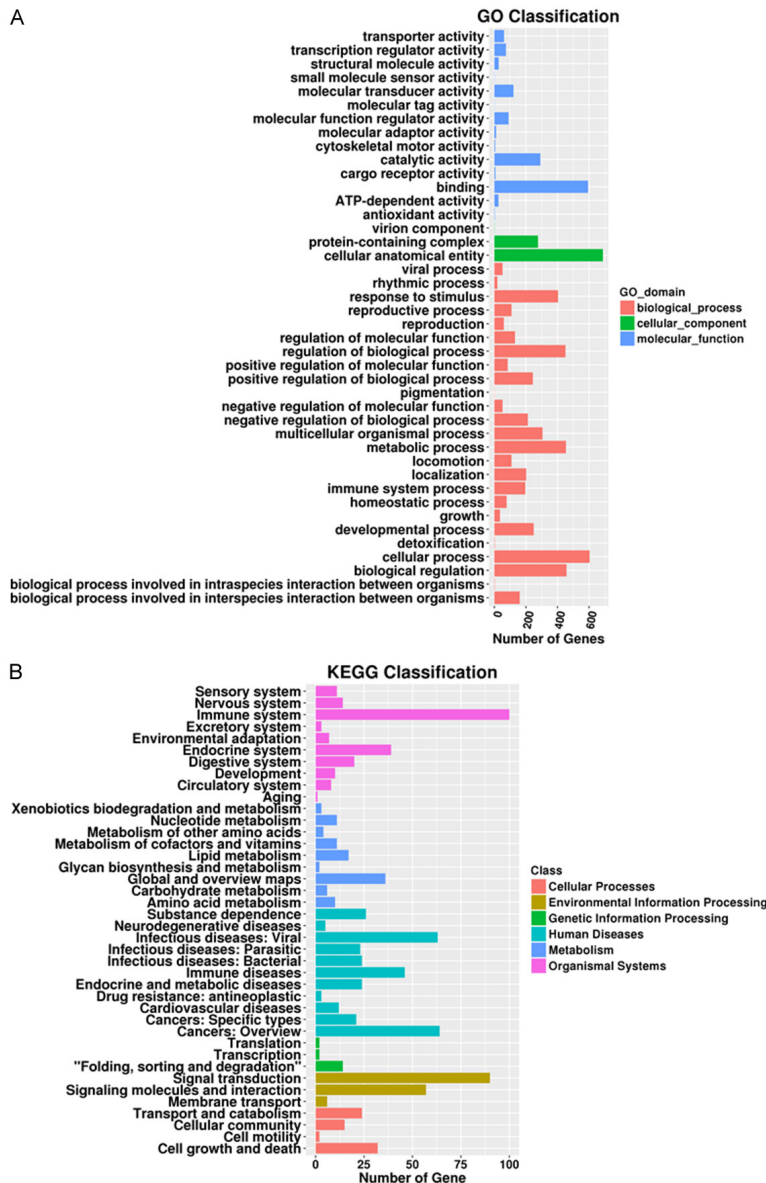 A
GO Classification
transporter activity
transcription regulator activity
structural molecule activity
small molecule sensor activity
molecular transducer activity
molecular tag activity
molecular function regulator activity
molecular adaptor activity
cytoskeletal motor activity
catalytic activity
cargo receptor activity
binding
ATP-dependent activity
antioxidant activity
virion component
protein-containing complex
cellular anatomical entity
viral process
rhythmic process
response to stimulus
reproductive process
reproduction
regulation of molecular function
regulation of biological process
positive regulation of molecular function
positive regulation of biological process
pigmentation
negative regulation of molecular function
negative regulation of biological process
multicellular organismal process
metabolic process
locomotion
localization
immune system process
homeostatic process
growth
developmental process
detoxification
cellular process
biological regulation
biological process involved in intraspecies interaction between organisms
biological process involved in interspecies interaction between organisms
0 200 400 600
Number of Genes
GO_domain
biological_process
cellular_component
molecular_function
B
KEGG Classification
Sensory system
Nervous system
Immune system
Excretory system
Environmental adaptation
Endocrine system
Digestive system
Development
Circulatory system
Aging
Xenobiotics biodegradation and metabolism
Nucleotide metabolism
Metabolism of other amino acids
Metabolism of cofactors and vitamins
Lipid metabolism
Glycan biosynthesis and metabolism
Global and overview maps
Carbohydrate metabolism
Amino acid metabolism
Substance dependence
Neurodegenerative diseases
Infectious diseases: Viral
Infectious diseases: Parasitic
Infectious diseases: Bacterial
Immune diseases
Endocrine and metabolic diseases
Drug resistance: antineoplastic
Cardiovascular diseases
Cancers: Specific types
Cancers: Overview
Translation
Transcription
"Folding, sorting and degradation"
Signal transduction
Signaling molecules and interaction
Membrane transport
Transport and catabolism
Cellular community
Cell motility
Cell growth and death
0 25 50 75 100
Number of Gene
Class
Cellular Processes
Environmental Information Processing
Genetic Information Processing
Human Diseases
Metabolism
Organismal Systems